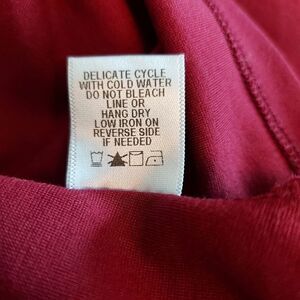 DELICATE CYCLE
WITH COLD WATER
DO NOT BLEACH
LINE OR
HANG DRY
LOW IRON ON
REVERSE SIDE
IF NEEDED